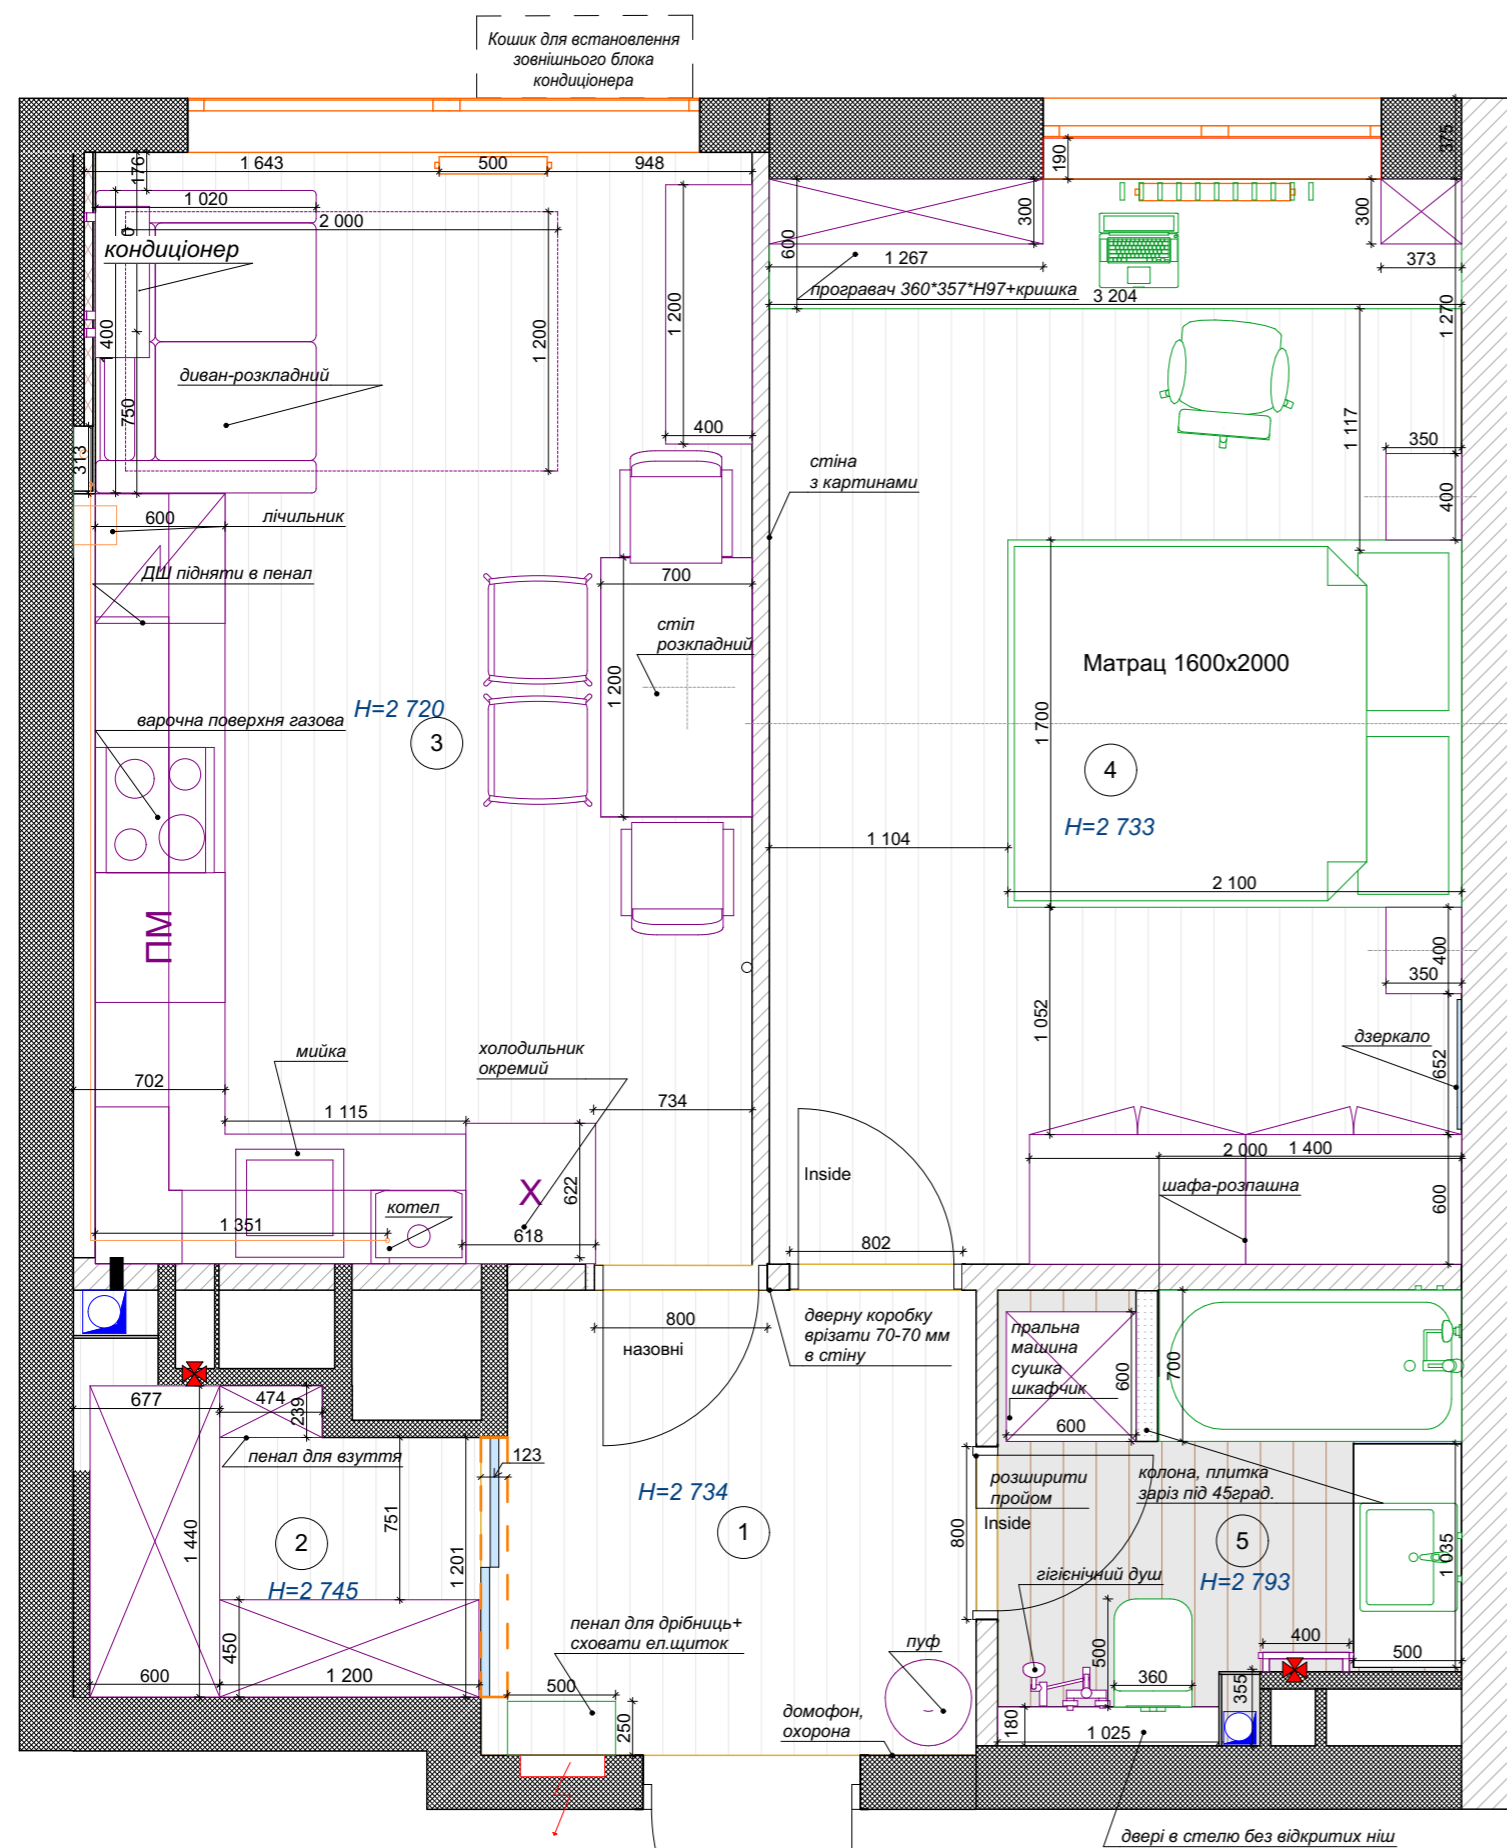 Кошик для встановлення
зовнішнього блока
кондиціонера
375
1 643
500
948
176
190
1 020
2 000
300
300
600
кондиціонер
1 267
373
програвач 360*357*H97+кришка
3 204
1 400
1 200
1 200
1 270
диван-розкладний
750
400
1 117
350
313
стіна
з картинами
400
600
лічильник
ДШ підняти в пенал
700
стіл
розкладний
Матрац 1600x2000
1 200
варочна поверхня газова
H=2 720
3
1 700
4
H=2 733
1 104
2 100
ПМ
400
350
1 052
мийка
холодильник
окремий
дзеркало
652
702
1 115
734
2 000
1 400
Inside
X
622
шафа-розпашна
600
котел
1 351
618
802
800
назовні
дверну коробку
врізати 70-70 мм
в стіну
пральна
машина
сушка
шкафчик
600
700
600
677
474
239
пенал для взуття
123
H=2 734
1
розширити
пройом
Inside
колона, плитка
заріз під 45град.
800
751
1 440
1 201
2
H=2 745
5
H=2 793
1 035
гігієнічний душ
пенал для дрібниць+
сховати ел.щиток
пуф
400
500
500
360
450
600
1 200
500
250
домофон,
охорона
180
1 025
355
двері в стелю без відкритих ніш